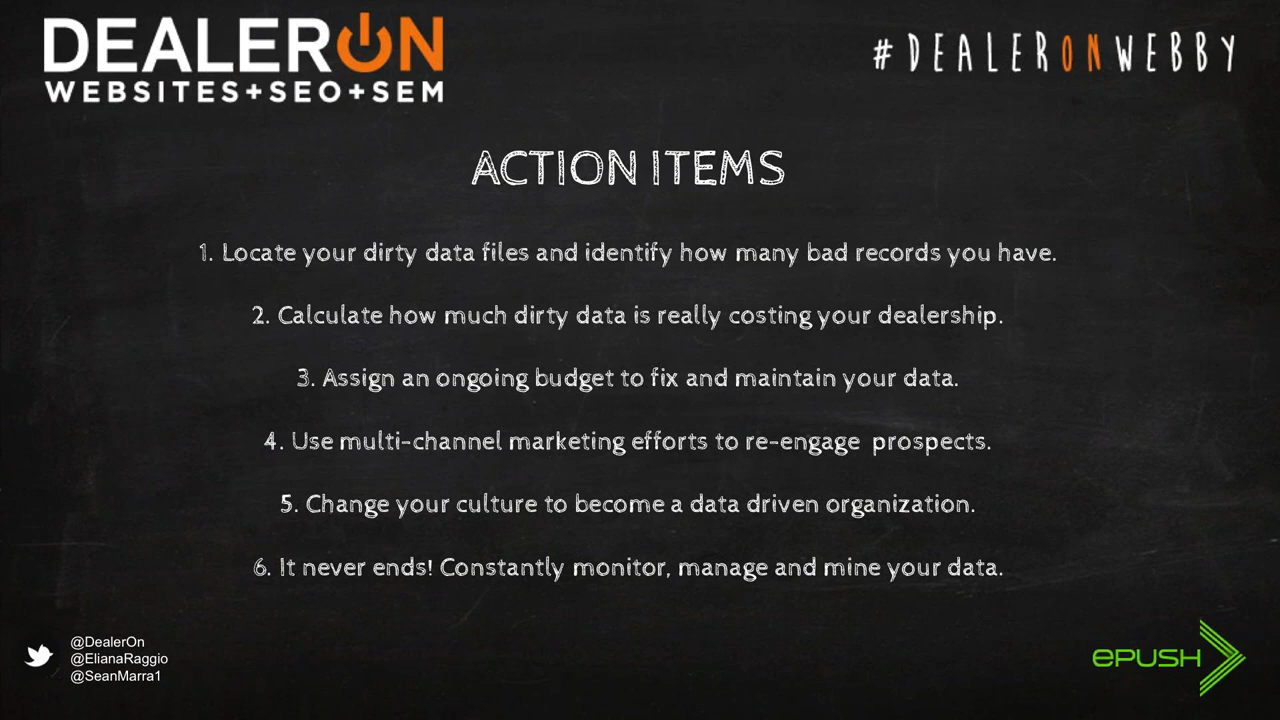 DEALERON
WEBSITES+SEO+SEM
#DEALERONWEBBY
ACTION ITEMS
1. Locate your dirty data files and identify how many bad records you have.
2. Calculate how much dirty data is really costing your dealership.
3. Assign an ongoing budget to fix and maintain your data.
4. Use multi-channel marketing efforts to re-engage prospects.
5. Change your culture to become a data driven organization.
6. It never ends! Constantly monitor, manage and mine your data.
@DealerOn
@ElianaRaggio
@SeanMarra1
ePUSH